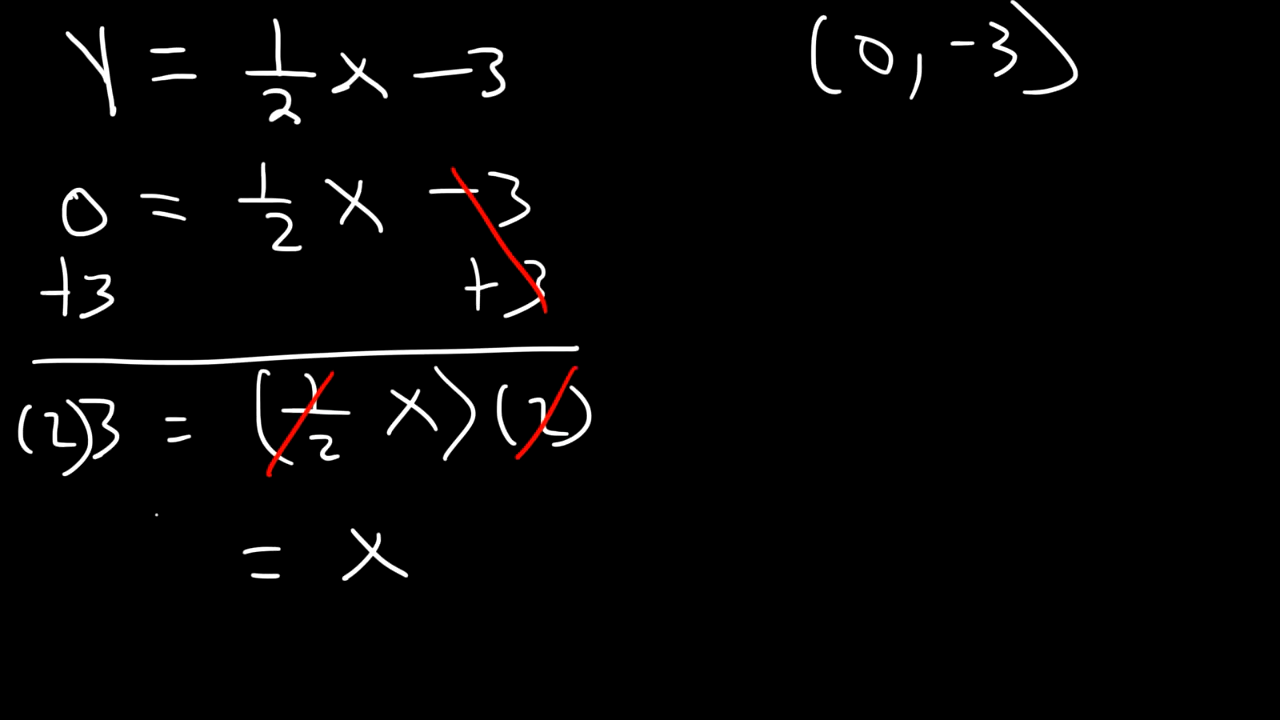 y = 1/2 x - 3
(0, -3)
0 = 1/2 x - 3
+3 +3
(2)3 = (1/2 x)(2)
= x